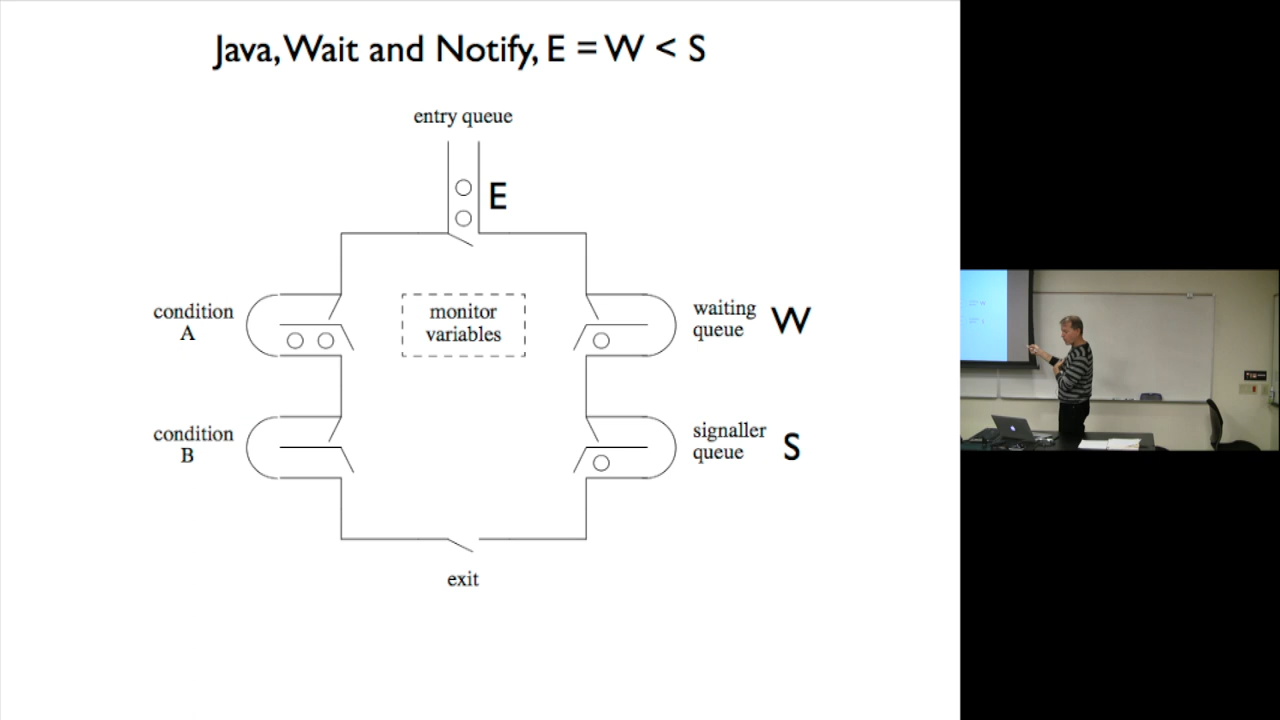 Java, Wait and Notify, E = W < S
entry queue
E
condition
A
monitor
variables
waiting
queue
W
condition
B
signaller
queue
S
exit